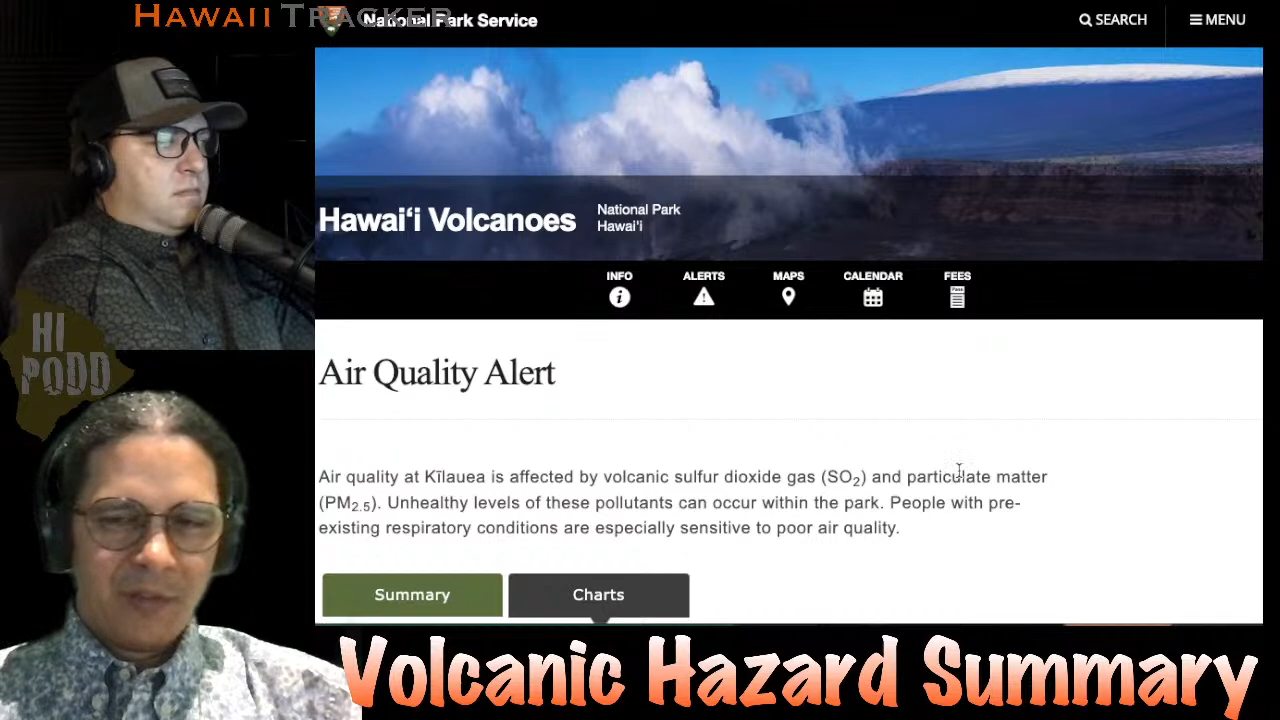 HAWAII TRACKER
National Park Service
SEARCH
MENU
Hawaiʻi Volcanoes
National Park
Hawai'i
INFO
ALERTS
MAPS
CALENDAR
FEES
Air Quality Alert
Air quality at Kīlauea is affected by volcanic sulfur dioxide gas (SO₂) and particulate matter
(PM₂.₅). Unhealthy levels of these pollutants can occur within the park. People with pre-
existing respiratory conditions are especially sensitive to poor air quality.
Summary
Charts
HI
PODD
Volcanic Hazard Summary